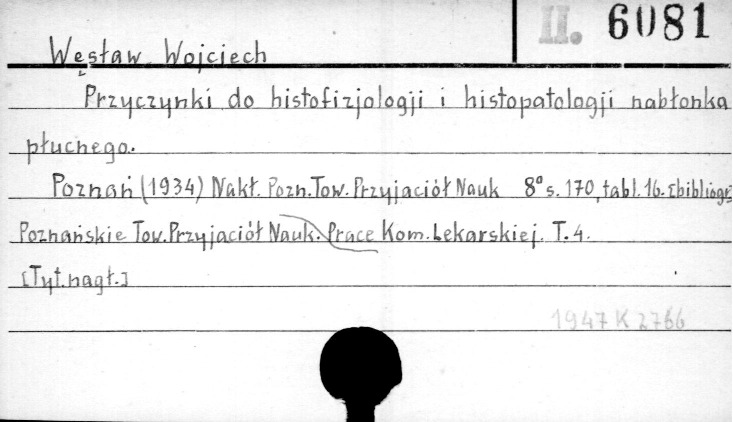 II. 6081
Węsław Wojciech
Przyczynki do histofizjologji i histopatologji nabłonka
płucnego.
Poznań (1934) Nakł. Pozn. Tow. Przyjaciół Nauk 8° s. 170, tabl. 16. [bibliogr.]
Poznańskie Tow. Przyjaciół Nauk. Prace Kom. Lekarskiej. T. 4.
[Tyt. nagł.]
1947 K 2766